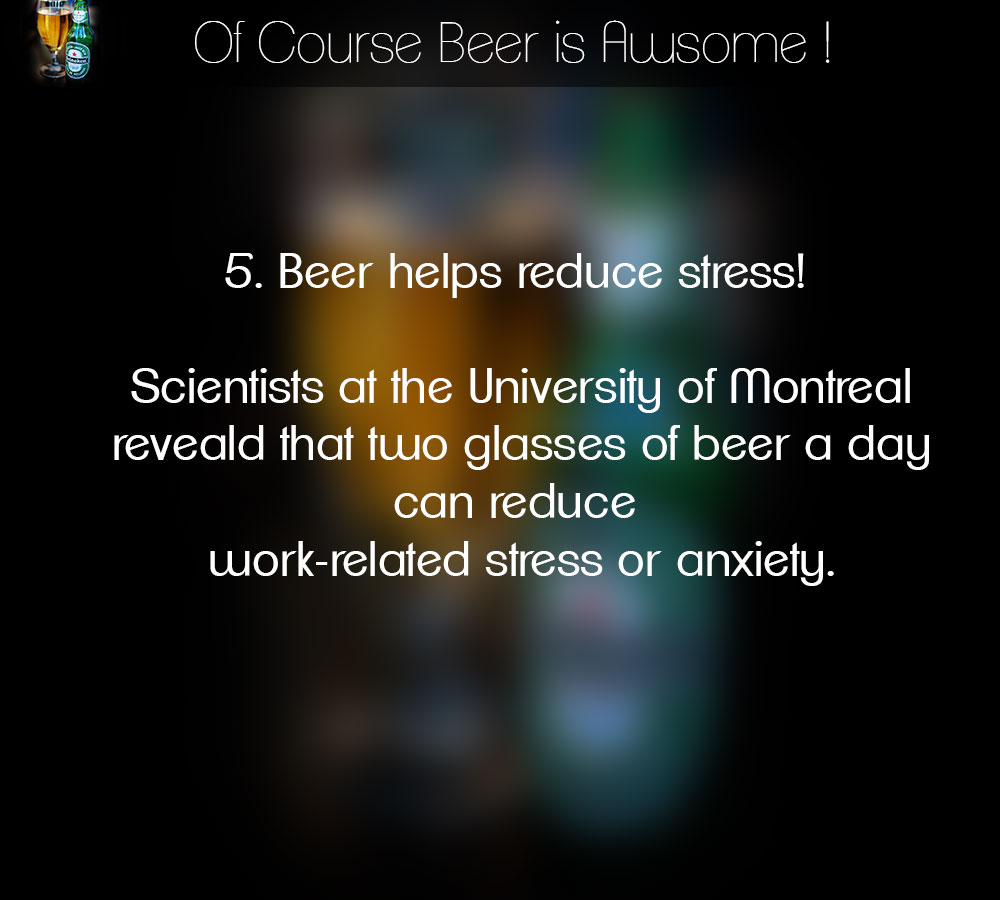 Of Course Beer is Awsome !
5. Beer helps reduce stress!
Scientists at the University of Montreal
reveald that two glasses of beer a day
can reduce
work-related stress or anxiety.